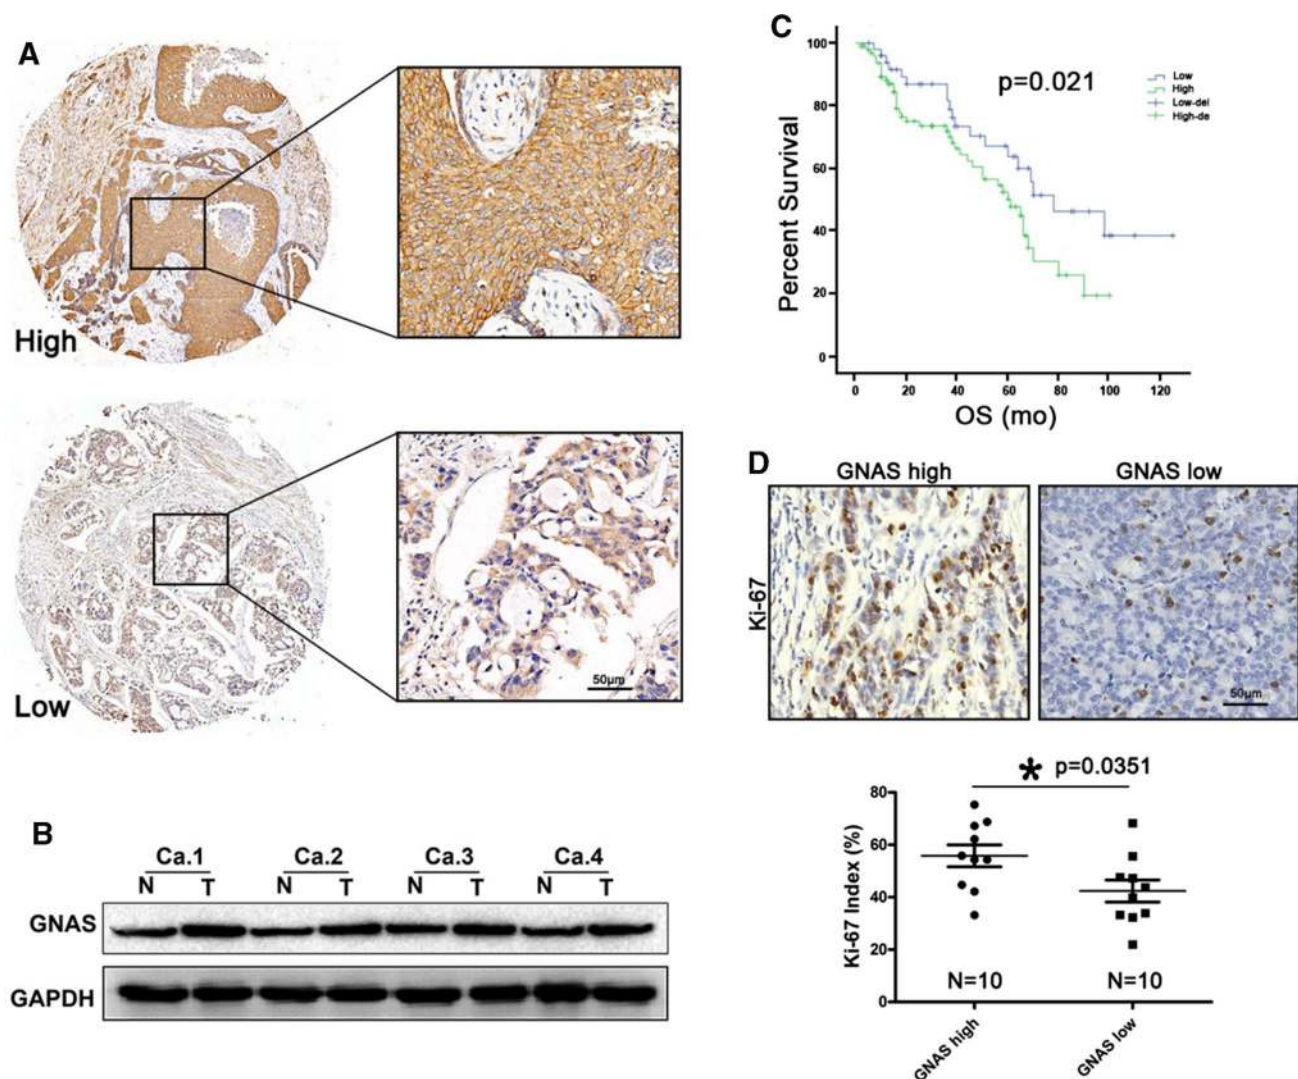 A
High
Low
50μm
B
Ca.1 Ca.2 Ca.3 Ca.4
N T N T N T N T
GNAS
GAPDH
C
p=0.021
Low
High
Low-del
High-de
Percent Survival
100
80
60
40
20
0
0 20 40 60 80 100 120
OS (mo)
D
GNAS high GNAS low
Ki-67
50μm
* p=0.0351
Ki-67 Index (%)
80
60
40
20
0
N=10 N=10
GNAS high
GNAS low